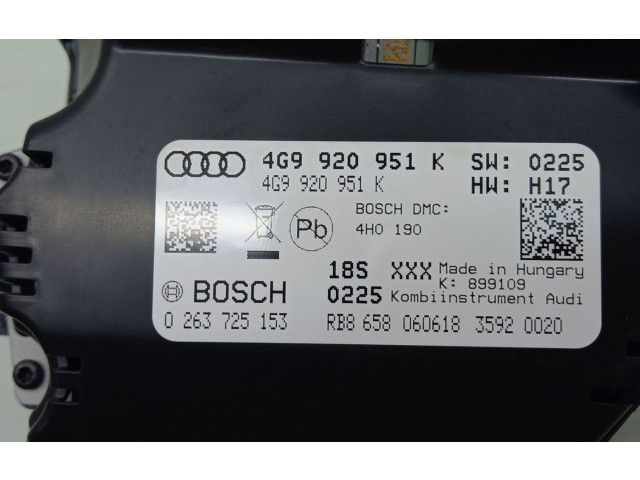 4G9 920 951 K SW: 0225
4G9 920 951 K HW: H17
BOSCH DMC:
4H0 190
Pb
18S XXX Made in Hungary
K: 899109
BOSCH 0225 Kombiinstrument Audi
0 263 725 153 RB8 658 060618 3592 0020